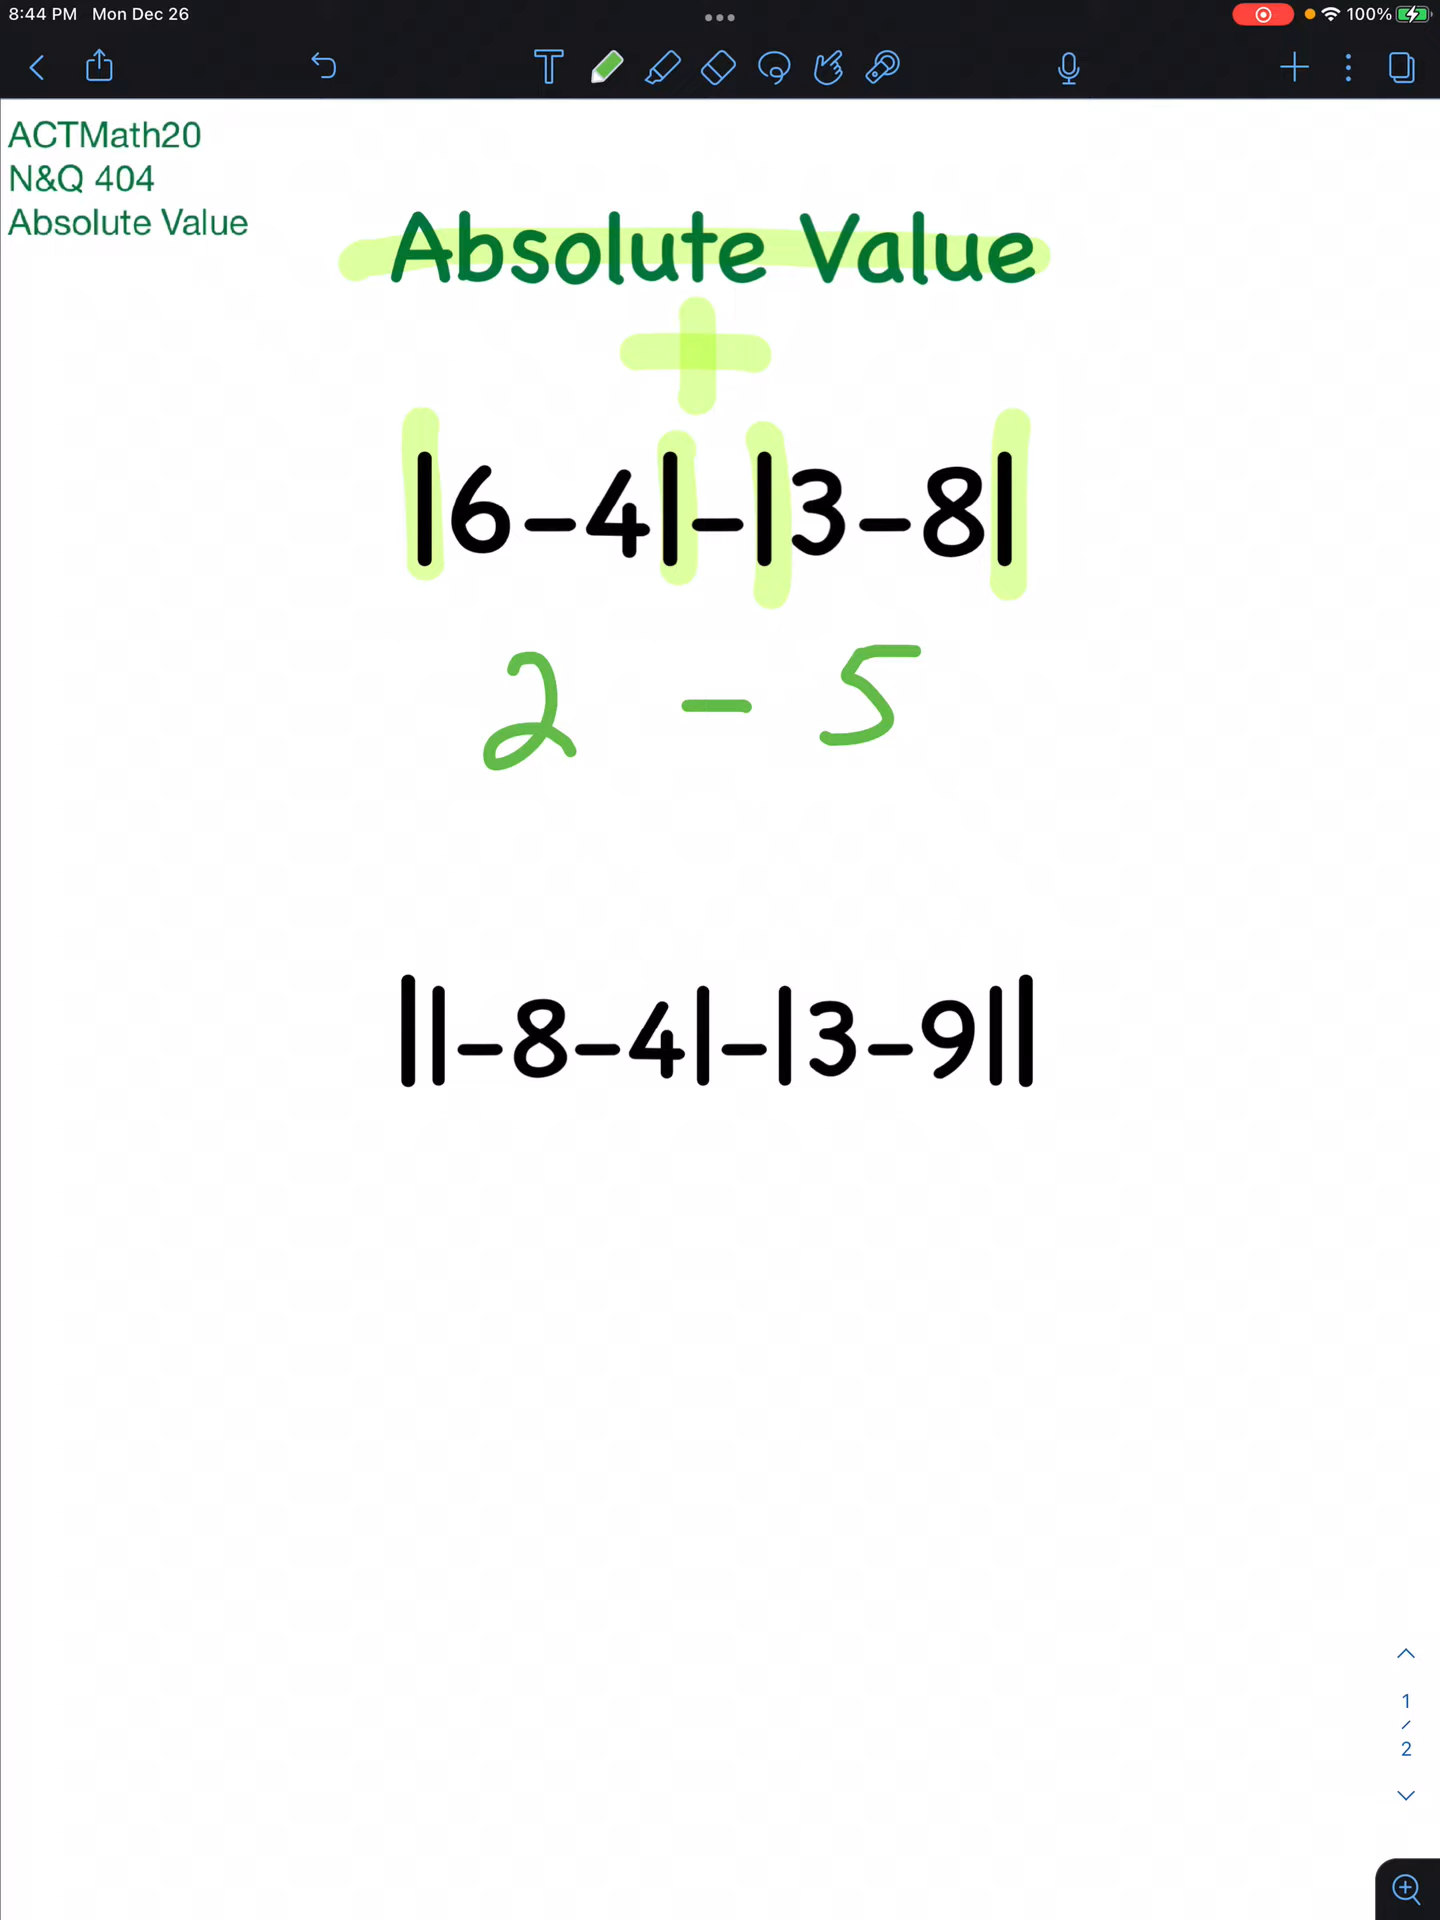 8:44 PM Mon Dec 26 100%
T
ACTMath20
N&Q 404
Absolute Value
Absolute Value
+
|6-4|-|3-8|
2 - 5
||-8-4|-|3-9||
1
/
2